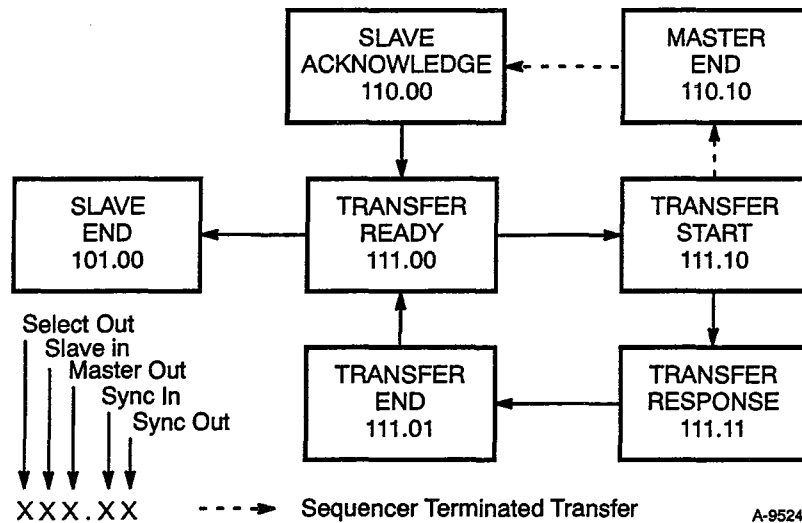 SLAVE
ACKNOWLEDGE
110.00
MASTER
END
110.10
SLAVE
END
101.00
TRANSFER
READY
111.00
TRANSFER
START
111.10
Select Out
Slave in
Master Out
Sync In
Sync Out
TRANSFER
END
111.01
TRANSFER
RESPONSE
111.11
XXX.XX
Sequencer Terminated Transfer
A-9524